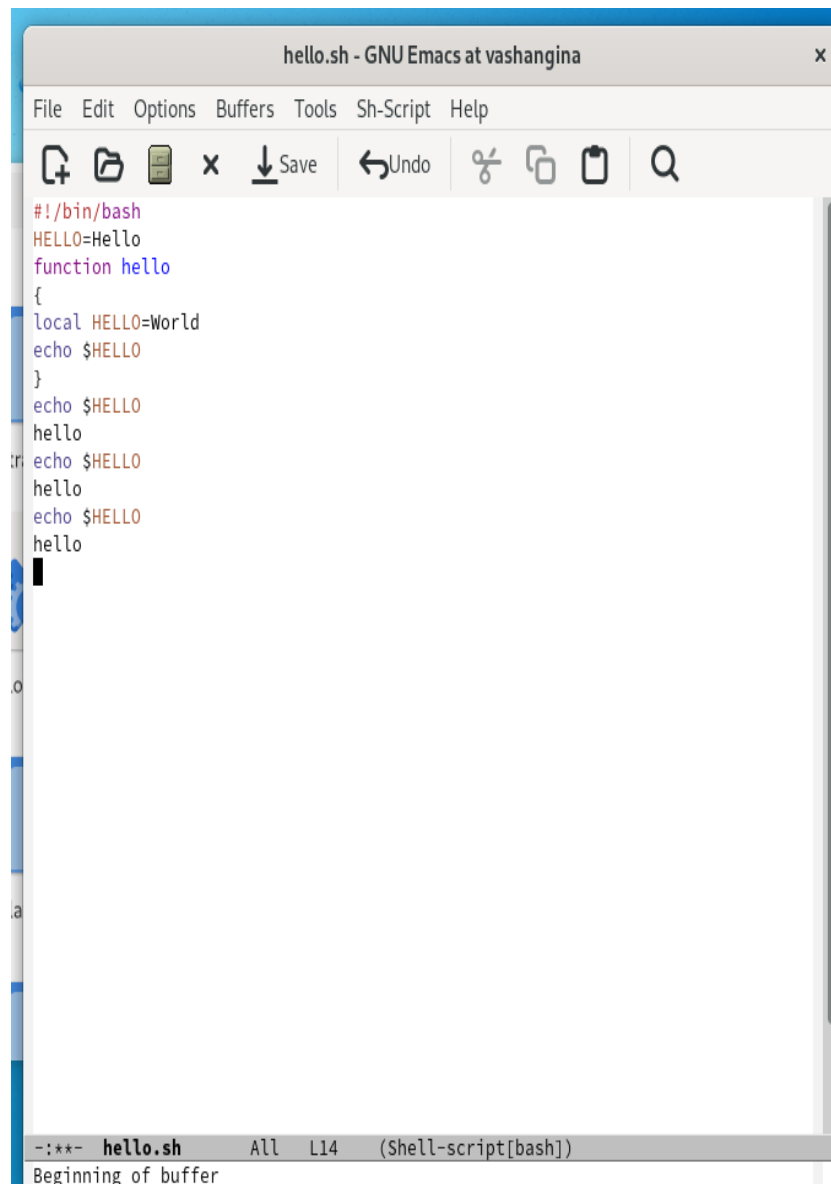 hello.sh - GNU Emacs at vashangina x
File Edit Options Buffers Tools Sh-Script Help
Save Undo
#!/bin/bash
HELLO=Hello
function hello
{
local HELLO=World
echo $HELLO
}
echo $HELLO
hello
echo $HELLO
hello
echo $HELLO
hello
-:**- hello.sh All L14 (Shell-script[bash])
Beginning of buffer